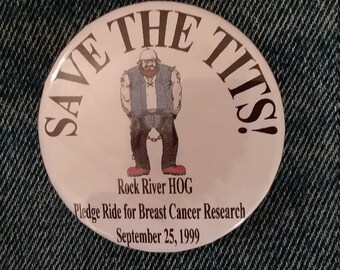 SAVE THE TITS!
Rock River HOG
Pledge Ride for Breast Cancer Research
September 25, 1999